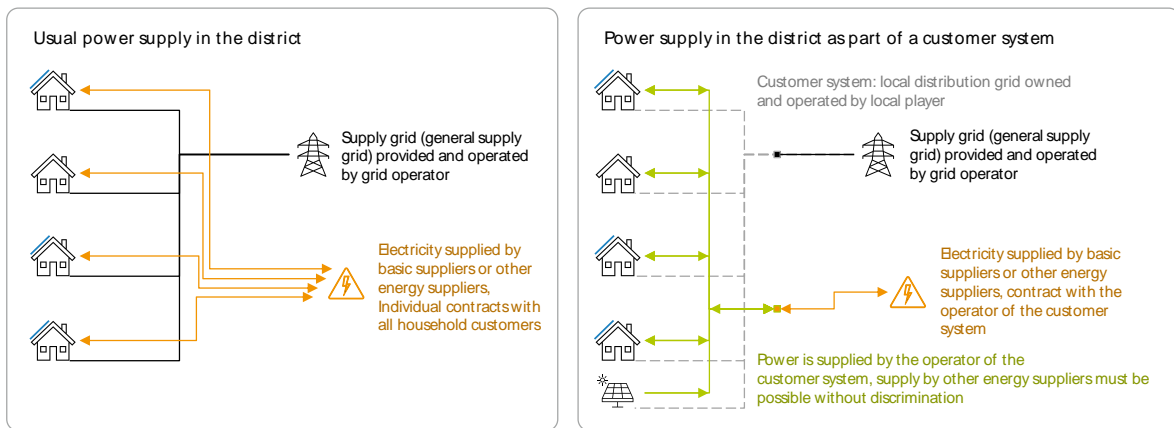 Usual power supply in the district
Supply grid (general supply
grid) provided and operated
by grid operator
Electricity supplied by
basic suppliers or other
energy suppliers,
Individual contracts with
all household customers
Power supply in the district as part of a customer system
Customer system: local distribution grid owned
and operated by local player
Supply grid (general supply
grid) provided and operated
by grid operator
Electricity supplied by basic
suppliers or other energy
suppliers, contract with the
operator of the customer
system
Power is supplied by the operator of the
customer system, supply by other energy suppliers must be
possible without discrimination